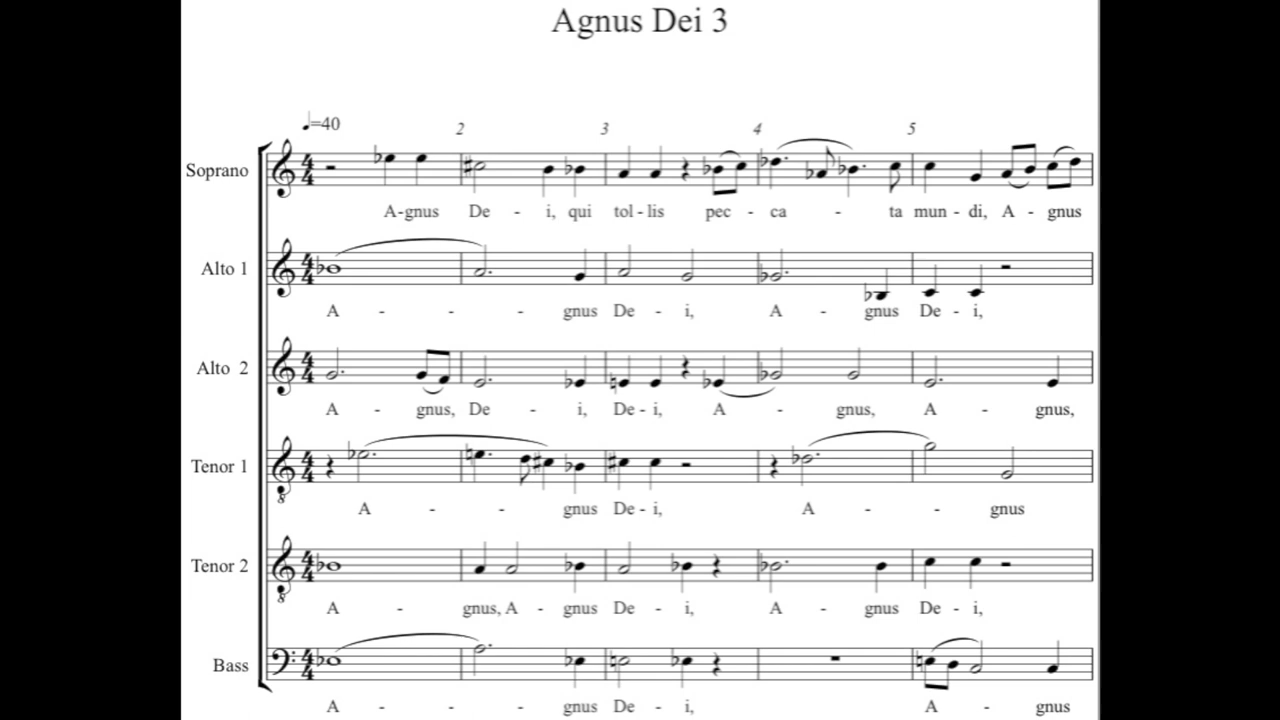 Agnus Dei 3
♩=40
2 3 4 5
Soprano
A-gnus De - i, qui tol - lis pec - ca - ta mun - di, A - gnus
Alto 1
A - - - gnus De - i, A - gnus De - i,
Alto 2
A - gnus, De - i, De - i, A - gnus, A - gnus,
Tenor 1
8
A - - gnus De - i, A - - gnus
Tenor 2
8
A - gnus, A - gnus De - i, A - gnus De - i,
Bass
A - - - gnus De - i, A - gnus